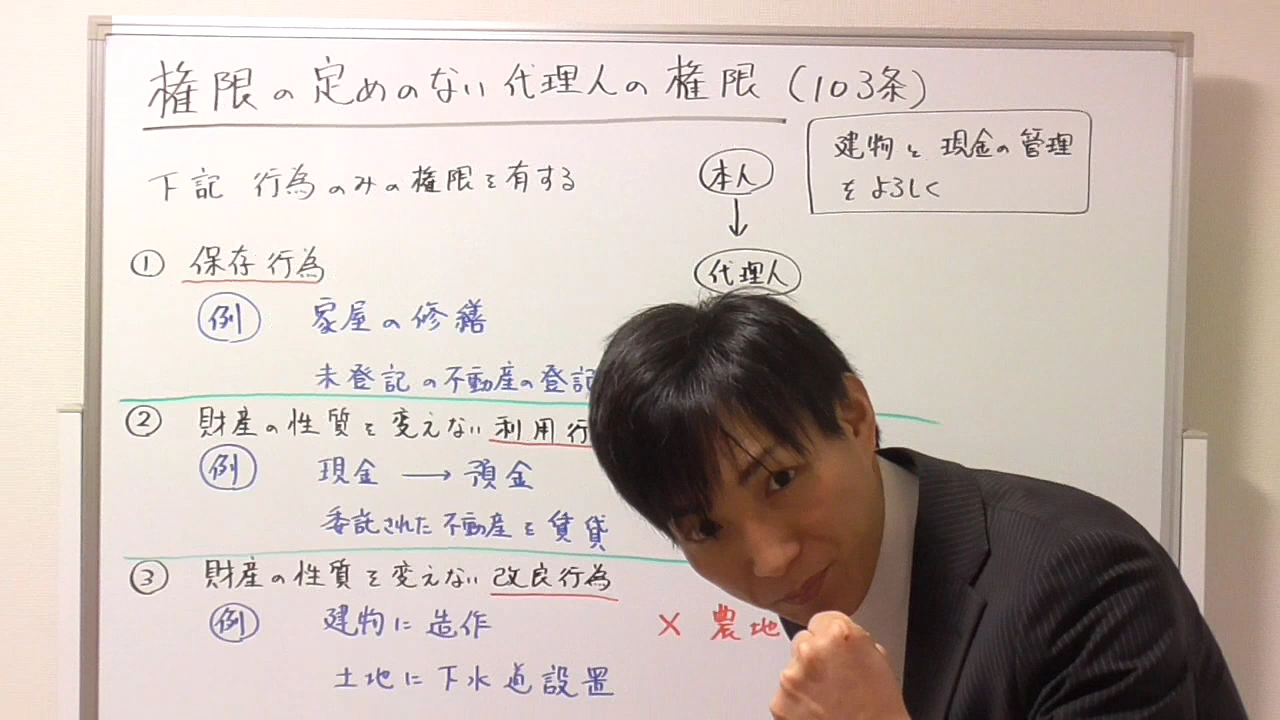 権限の定めのない代理人の権限(103条)
下記 行為のみの権限を有する
本人
建物と現金の管理
をよろしく
代理人
① 保存行為
例 家屋の修繕
未登記の不動産の登記
② 財産の性質を変えない利用行
例 現金 → 預金
委託された不動産を賃貸
③ 財産の性質を変えない改良行為
例 建物に造作
× 農地
土地に下水道設置